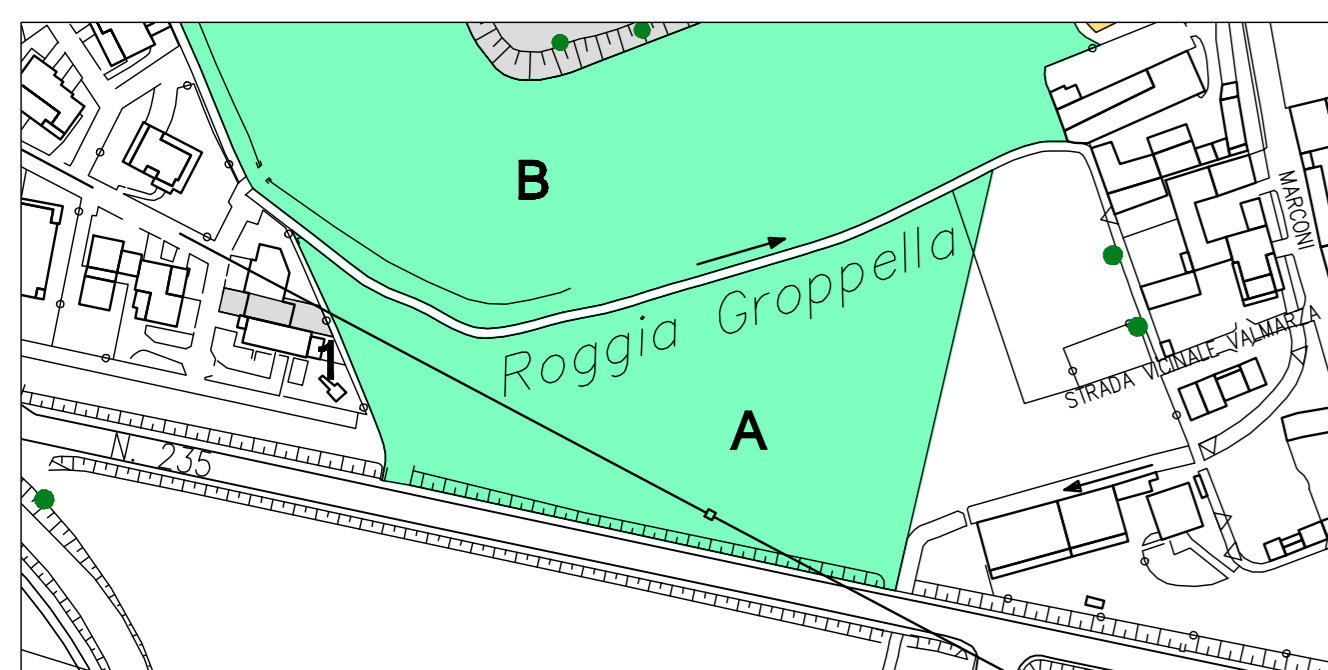 B
MARCONI
Roggia Groppella
STRADA VICINALE VALMARZA
1
A
N. 235